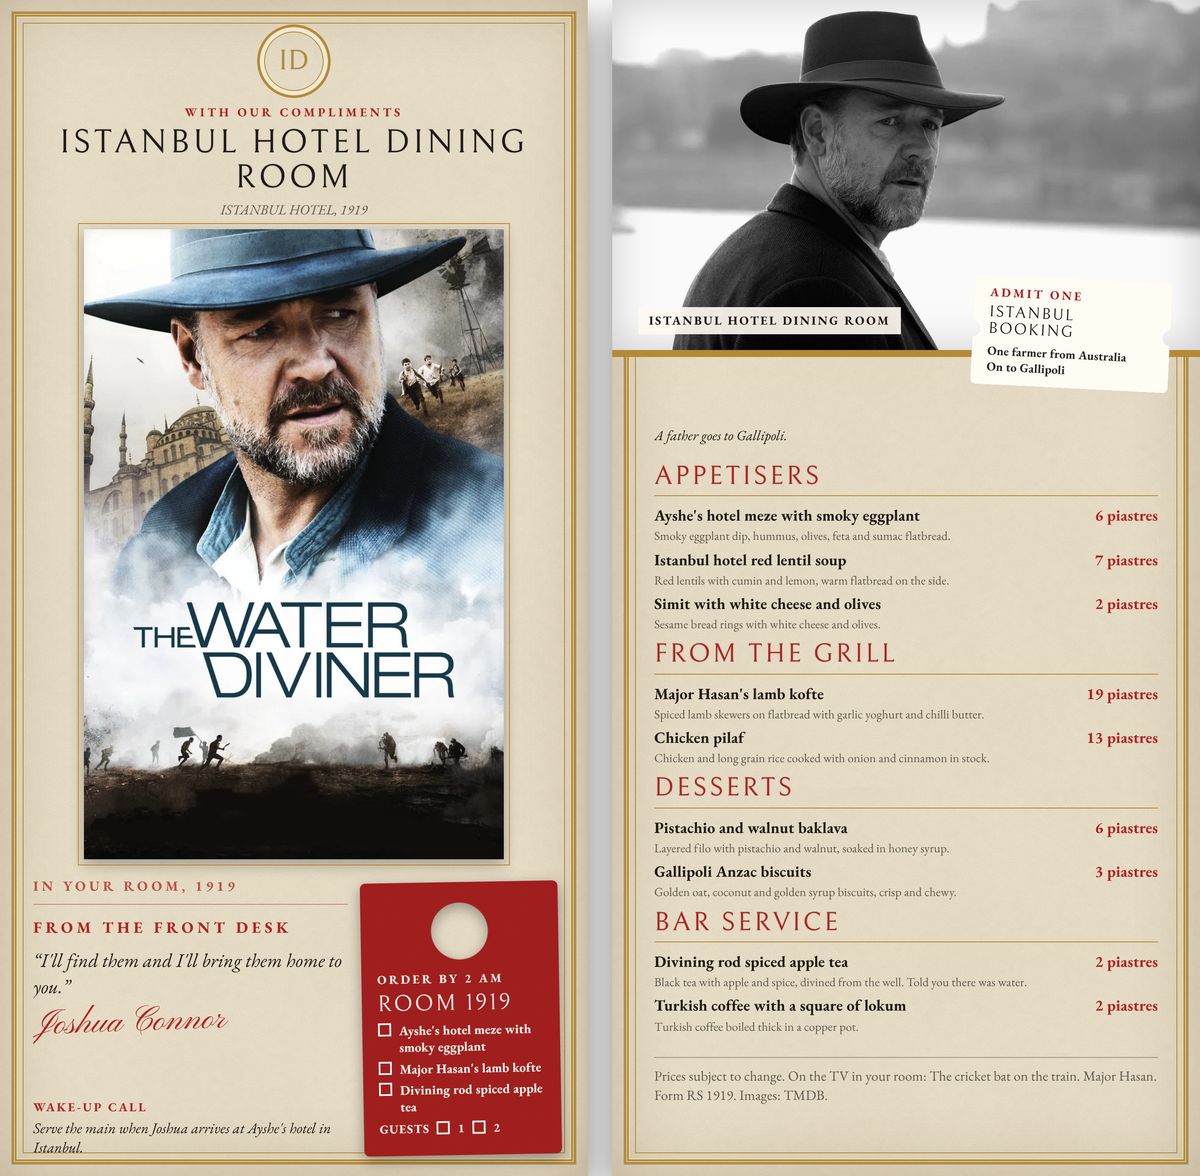 ID
WITH OUR COMPLIMENTS
ISTANBUL HOTEL DINING
ROOM
ISTANBUL HOTEL, 1919
THE WATER
DIVINER
IN YOUR ROOM, 1919
FROM THE FRONT DESK
“I'll find them and I'll bring them home to
you.”
Joshua Connor
WAKE-UP CALL
Serve the main when Joshua arrives at Ayshe's hotel in
Istanbul.
ORDER BY 2 AM
ROOM 1919
Ayshe's hotel meze with
smoky eggplant
Major Hasan's lamb kofte
Divining rod spiced apple
tea
GUESTS 1 2
ISTANBUL HOTEL DINING ROOM
ADMIT ONE
ISTANBUL
BOOKING
One farmer from Australia
On to Gallipoli
A father goes to Gallipoli.
APPETISERS
Ayshe's hotel meze with smoky eggplant 6 piastres
Smoky eggplant dip, hummus, olives, feta and sumac flatbread.
Istanbul hotel red lentil soup 7 piastres
Red lentils with cumin and lemon, warm flatbread on the side.
Simit with white cheese and olives 2 piastres
Sesame bread rings with white cheese and olives.
FROM THE GRILL
Major Hasan's lamb kofte 19 piastres
Spiced lamb skewers on flatbread with garlic yoghurt and chilli butter.
Chicken pilaf 13 piastres
Chicken and long grain rice cooked with onion and cinnamon in stock.
DESSERTS
Pistachio and walnut baklava 6 piastres
Layered filo with pistachio and walnut, soaked in honey syrup.
Gallipoli Anzac biscuits 3 piastres
Golden oat, coconut and golden syrup biscuits, crisp and chewy.
BAR SERVICE
Divining rod spiced apple tea 2 piastres
Black tea with apple and spice, divined from the well. Told you there was water.
Turkish coffee with a square of lokum 2 piastres
Turkish coffee boiled thick in a copper pot.
Prices subject to change. On the TV in your room: The cricket bat on the train. Major Hasan.
Form RS 1919. Images: TMDB.